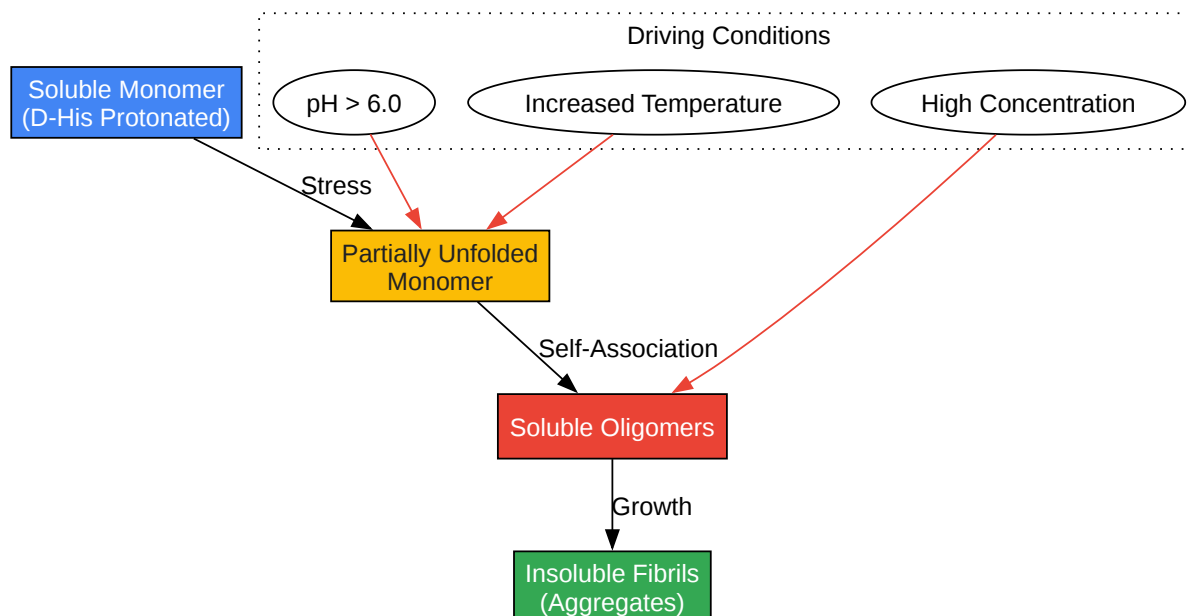 Driving Conditions
Soluble Monomer
(D-His Protonated)
pH > 6.0
Increased Temperature
High Concentration
Stress
Partially Unfolded
Monomer
Self-Association
Soluble Oligomers
Growth
Insoluble Fibrils
(Aggregates)